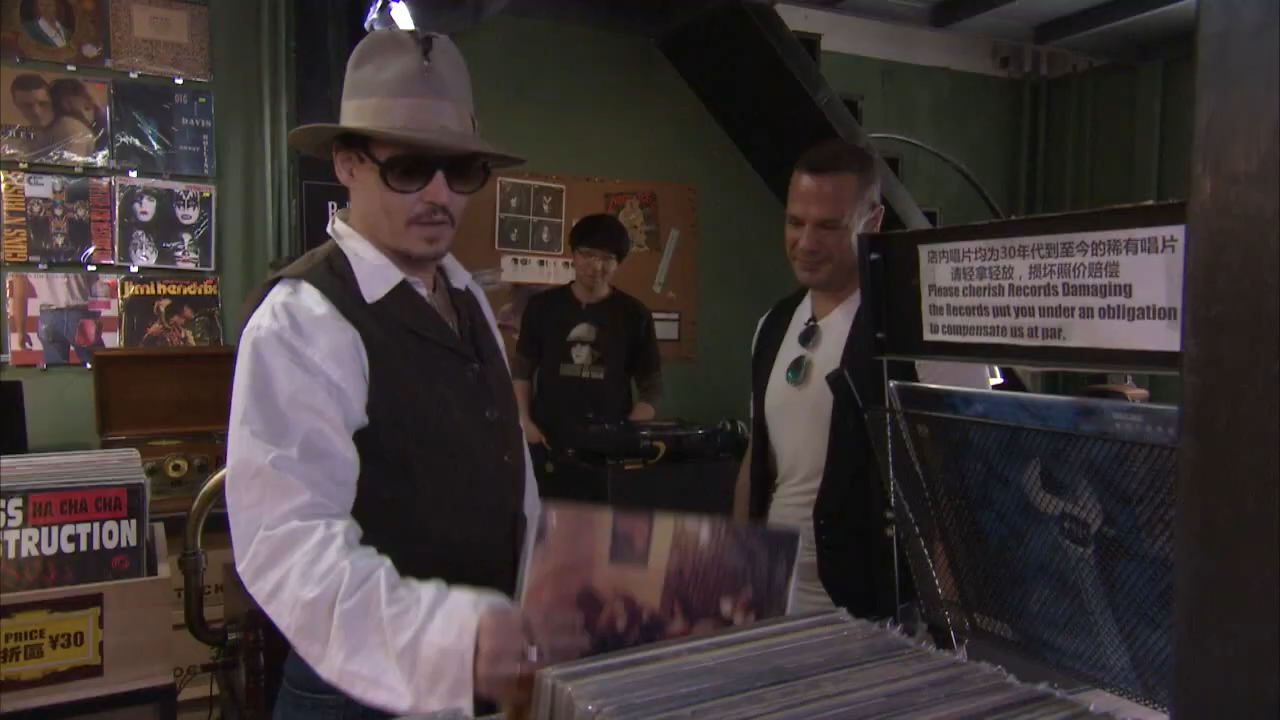 DAVIS
GUNS N' ROSES
Jimi hendrix
店内唱片均为30年代到至今的稀有唱片
请轻拿轻放，损坏照价赔偿
Please cherish Records Damaging
the Records put you under an obligation
to compensate us at par.
HA CHA CHA
SS
TRUCTION
PRICE
折區 ¥30